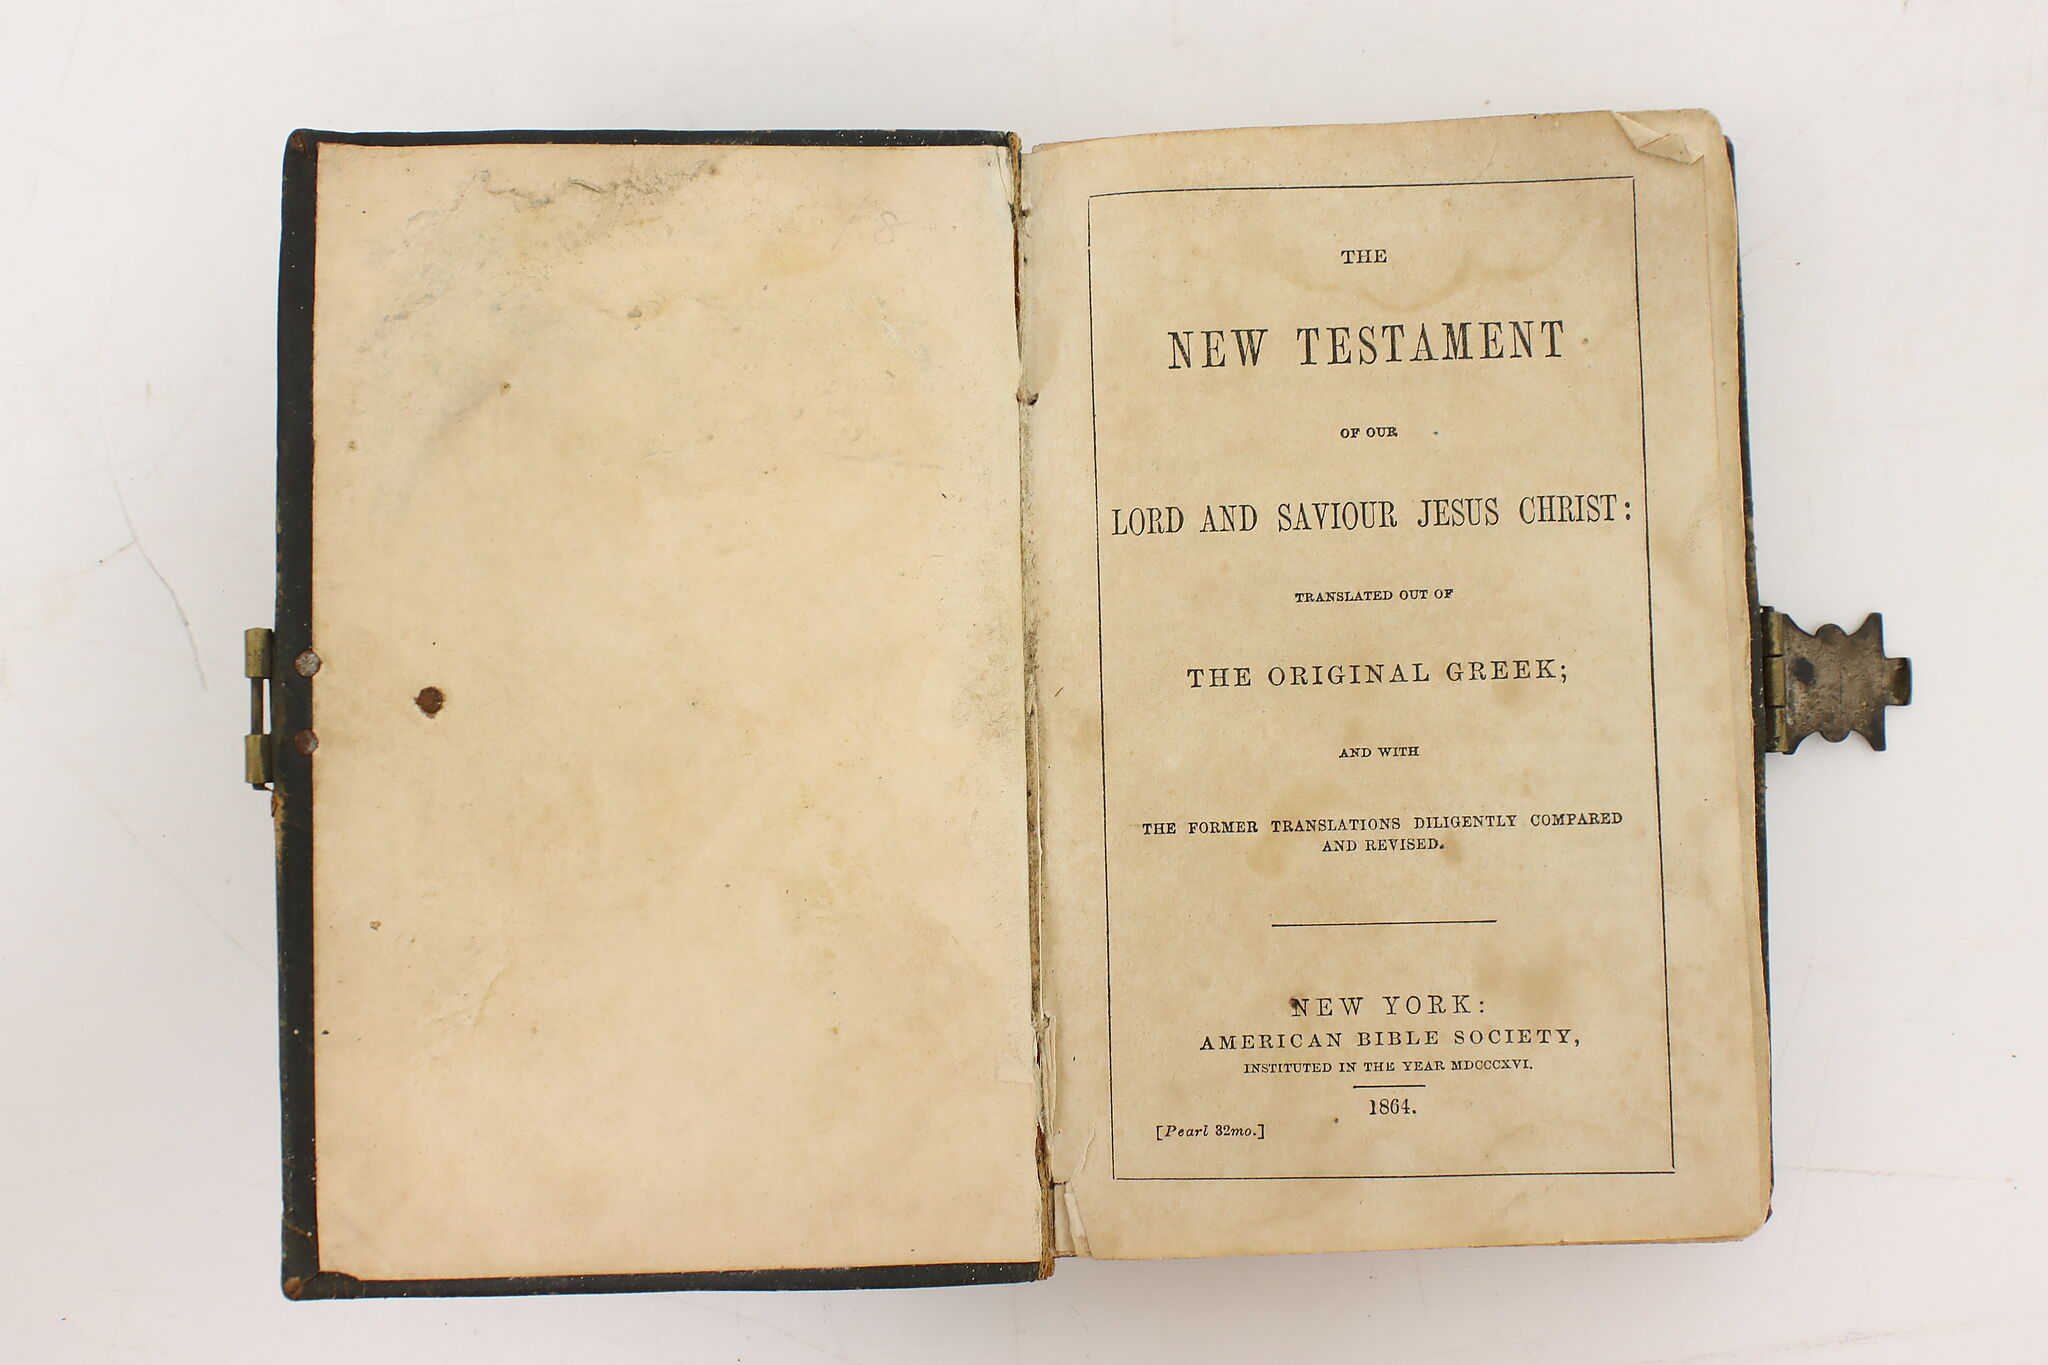 THE
NEW TESTAMENT
OF OUR
LORD AND SAVIOUR JESUS CHRIST:
TRANSLATED OUT OF
THE ORIGINAL GREEK;
AND WITH
THE FORMER TRANSLATIONS DILIGENTLY COMPARED
AND REVISED.
NEW YORK:
AMERICAN BIBLE SOCIETY,
INSTITUTED IN THE YEAR MDCCCXVI.
1864.
[Pearl 32mo.]